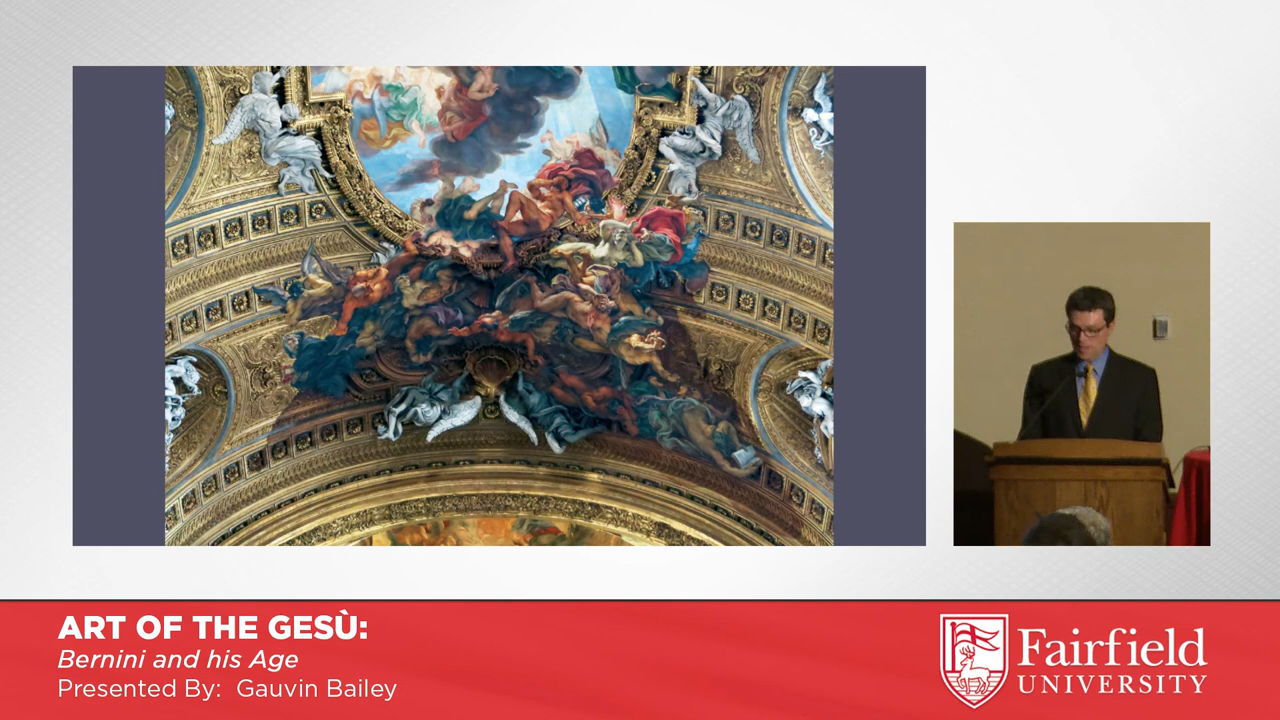 ART OF THE GESÙ:
Bernini and his Age
Presented By: Gauvin Bailey
Fairfield
UNIVERSITY